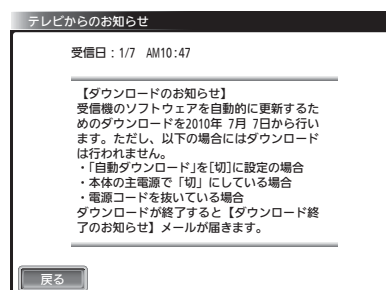 テレビからのお知らせ
受信日：1/7 AM10:47
【ダウンロードのお知らせ】
受信機のソフトウェアを自動的に更新するた
めのダウンロードを2010年 7月 7日から行い
ます。ただし、以下の場合にはダウンロード
は行われません。
・「自動ダウンロード」を[切]に設定の場合
・本体の主電源で「切」にしている場合
・電源コードを抜いている場合
ダウンロードが終了すると【ダウンロード終
了のお知らせ】メールが届きます。
戻る